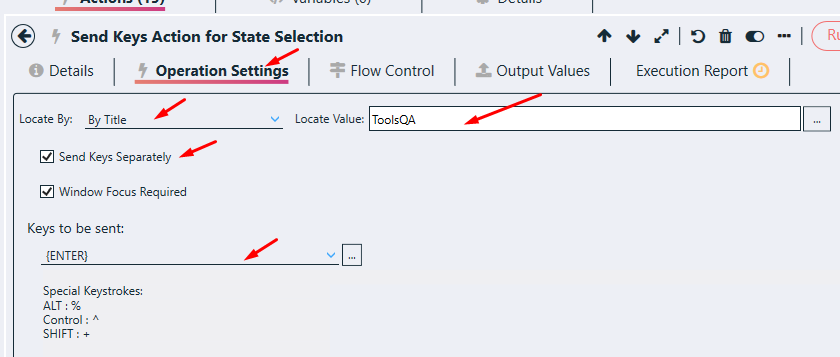 Actions (19) Variables (0) Details
Send Keys Action for State Selection Ru
Details Operation Settings Flow Control Output Values Execution Report
Locate By: By Title Locate Value: ToolsQA ...
Send Keys Separately
Window Focus Required
Keys to be sent:
{ENTER} ...
Special Keystrokes:
ALT : %
Control : ^
SHIFT : +